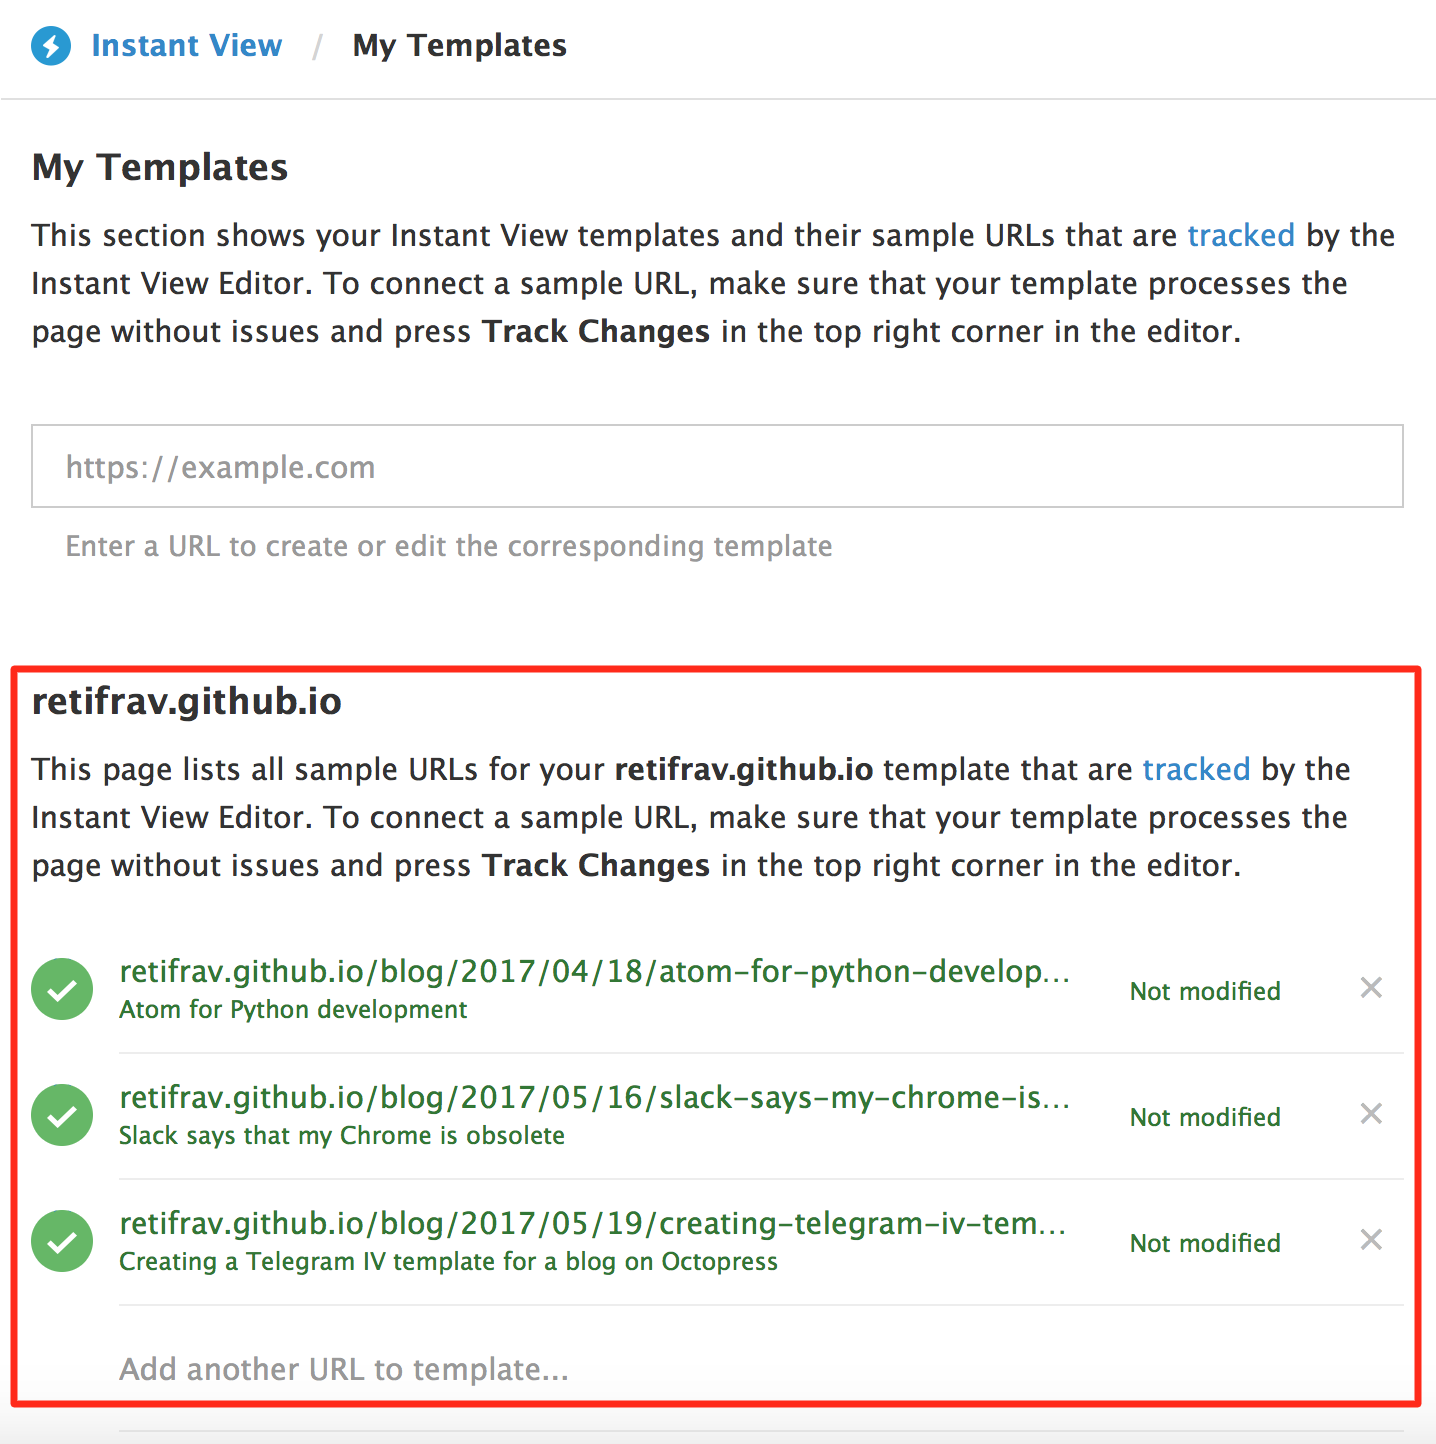 Instant View / My Templates
My Templates
This section shows your Instant View templates and their sample URLs that are tracked by the
Instant View Editor. To connect a sample URL, make sure that your template processes the
page without issues and press Track Changes in the top right corner in the editor.
https://example.com
Enter a URL to create or edit the corresponding template
retifrav.github.io
This page lists all sample URLs for your retifrav.github.io template that are tracked by the
Instant View Editor. To connect a sample URL, make sure that your template processes the
page without issues and press Track Changes in the top right corner in the editor.
retifrav.github.io/blog/2017/04/18/atom-for-python-develop...
Atom for Python development
Not modified
retifrav.github.io/blog/2017/05/16/slack-says-my-chrome-is...
Slack says that my Chrome is obsolete
Not modified
retifrav.github.io/blog/2017/05/19/creating-telegram-iv-tem...
Creating a Telegram IV template for a blog on Octopress
Not modified
Add another URL to template...